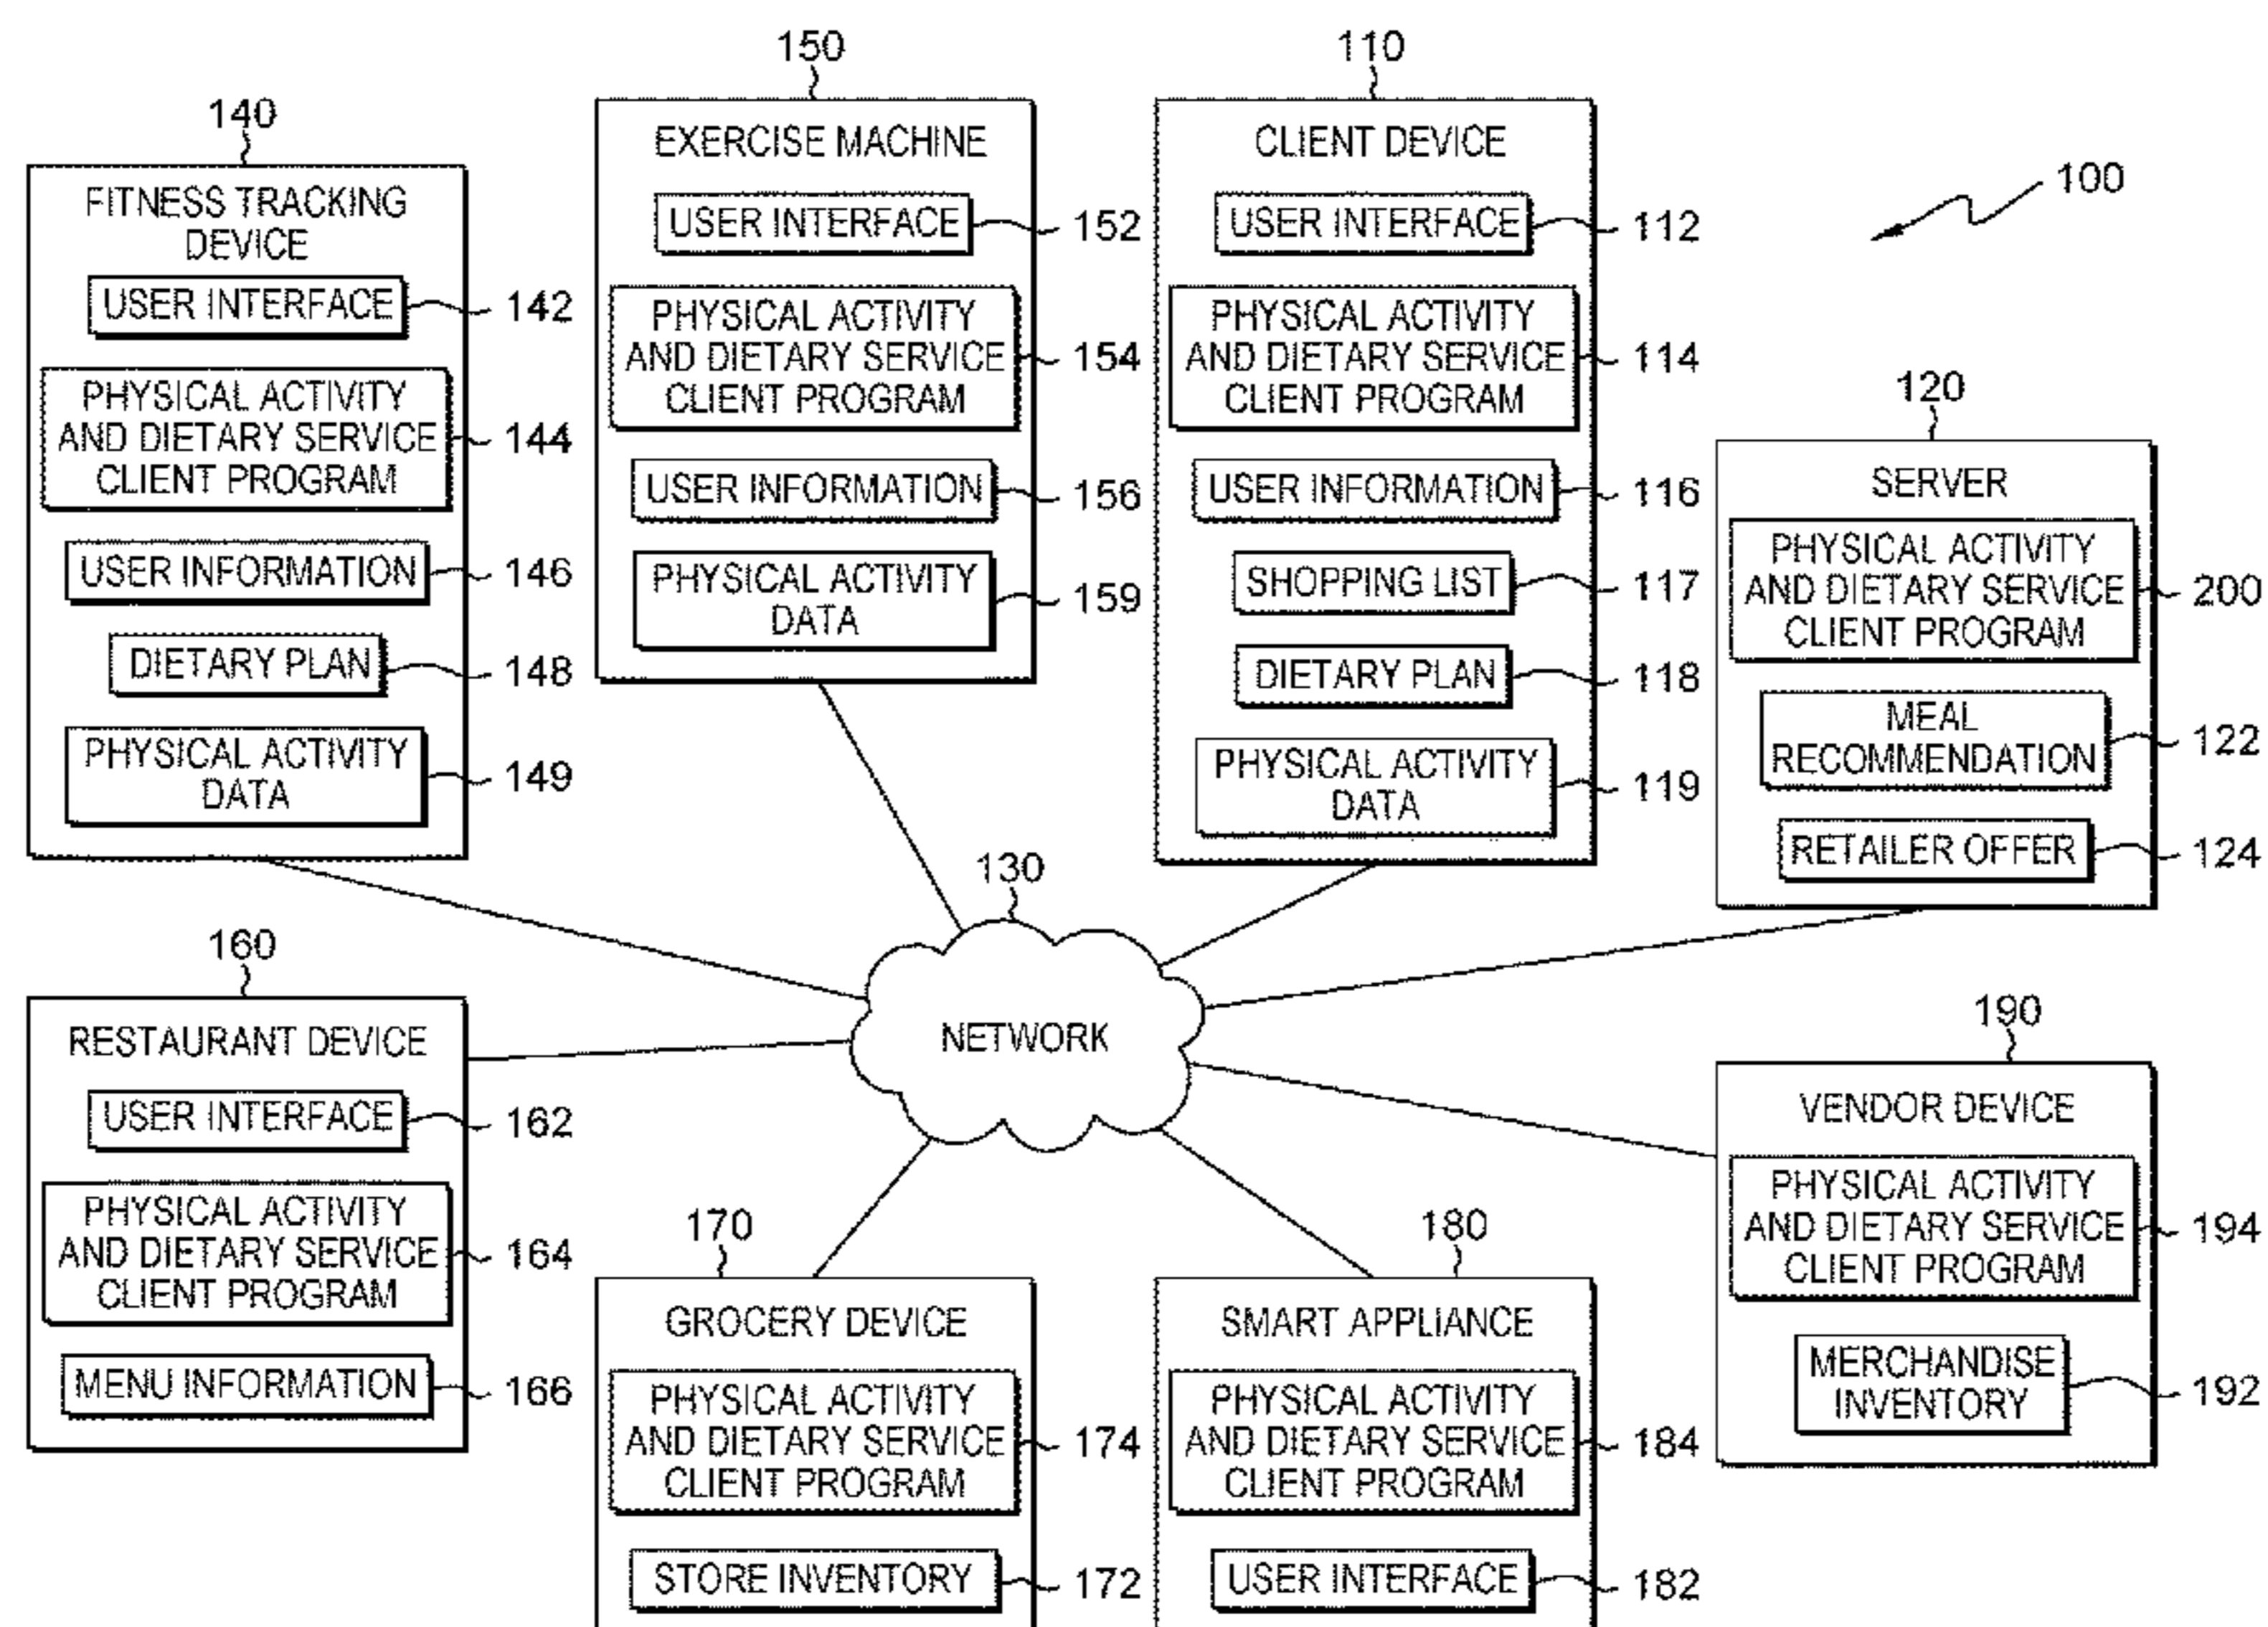 150
110
140
EXERCISE MACHINE
CLIENT DEVICE
100
FITNESS TRACKING
DEVICE
USER INTERFACE
152
USER INTERFACE
112
USER INTERFACE
142
PHYSICAL ACTIVITY
AND DIETARY SERVICE
CLIENT PROGRAM
154
PHYSICAL ACTIVITY
AND DIETARY SERVICE
CLIENT PROGRAM
114
120
PHYSICAL ACTIVITY
AND DIETARY SERVICE
CLIENT PROGRAM
144
USER INFORMATION
156
USER INFORMATION
116
SERVER
USER INFORMATION
146
PHYSICAL ACTIVITY
DATA
159
SHOPPING LIST
117
PHYSICAL ACTIVITY
AND DIETARY SERVICE
CLIENT PROGRAM
200
DIETARY PLAN
148
DIETARY PLAN
118
MEAL
RECOMMENDATION
122
PHYSICAL ACTIVITY
DATA
149
PHYSICAL ACTIVITY
DATA
119
RETAILER OFFER
124
130
160
NETWORK
190
RESTAURANT DEVICE
VENDOR DEVICE
USER INTERFACE
162
PHYSICAL ACTIVITY
AND DIETARY SERVICE
CLIENT PROGRAM
164
PHYSICAL ACTIVITY
AND DIETARY SERVICE
CLIENT PROGRAM
194
170
180
GROCERY DEVICE
SMART APPLIANCE
MENU INFORMATION
166
MERCHANDISE
INVENTORY
192
PHYSICAL ACTIVITY
AND DIETARY SERVICE
CLIENT PROGRAM
174
PHYSICAL ACTIVITY
AND DIETARY SERVICE
CLIENT PROGRAM
184
STORE INVENTORY
172
USER INTERFACE
182